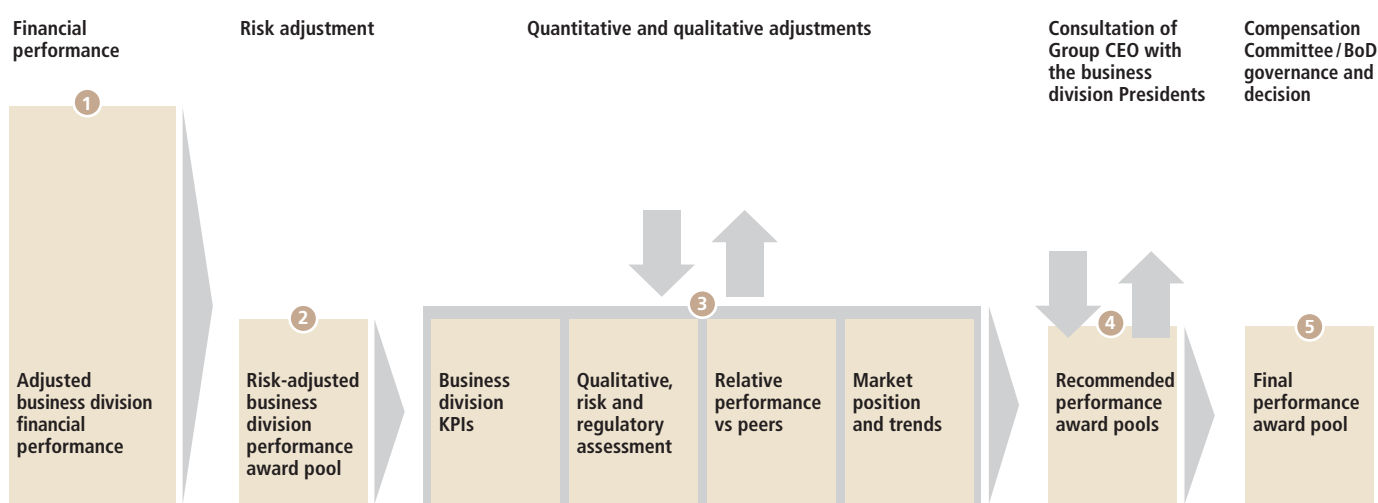 Financial
performance
Risk adjustment
Quantitative and qualitative adjustments
Consultation of
Group CEO with
the business
division Presidents
Compensation
Committee / BoD
governance and
decision
1
Adjusted
business division
financial
performance
2
Risk-adjusted
business
division
performance
award pool
3
Business
division
KPIs
Qualitative,
risk and
regulatory
assessment
Relative
performance
vs peers
Market
position
and trends
4
Recommended
performance
award pools
5
Final
performance
award pool